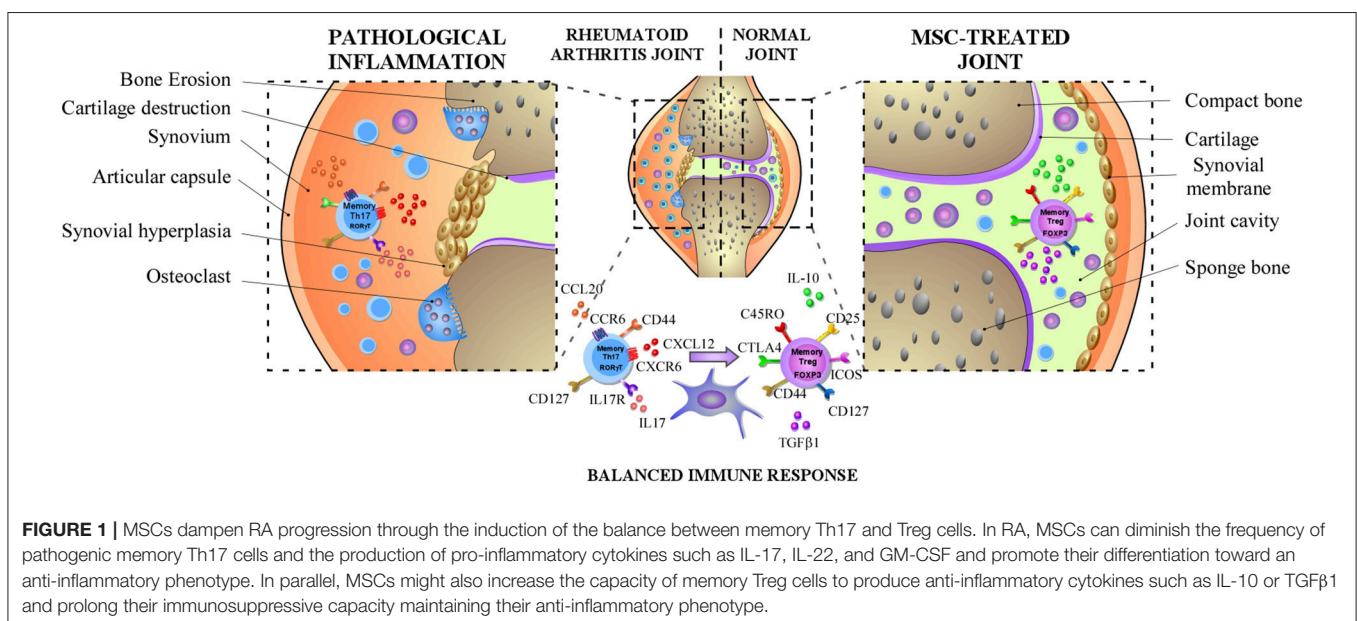 PATHOLOGICAL
INFLAMMATION
RHEUMATOID
ARTHRITIS JOINT
NORMAL
JOINT
MSC-TREATED
JOINT
Bone Erosion
Cartilage destruction
Synovium
Articular capsule
Synovial hyperplasia
Osteoclast
Memory
Th17
RORγT
Compact bone
Cartilage
Synovial
membrane
Joint cavity
Sponge bone
Memory
Treg
FOXP3
CCL20
CCR6
CD44
CXCL12
CXCR6
CD127
IL17R
IL17
Memory
Th17
RORγT
IL-10
C45RO
CD25
CTLA4
Memory
Treg
FOXP3
ICOS
CD44
CD127
TGFβ1
BALANCED IMMUNE RESPONSE
FIGURE 1 | MSCs dampen RA progression through the induction of the balance between memory Th17 and Treg cells. In RA, MSCs can diminish the frequency of
pathogenic memory Th17 cells and the production of pro-inflammatory cytokines such as IL-17, IL-22, and GM-CSF and promote their differentiation toward an
anti-inflammatory phenotype. In parallel, MSCs might also increase the capacity of memory Treg cells to produce anti-inflammatory cytokines such as IL-10 or TGFβ1
and prolong their immunosuppressive capacity maintaining their anti-inflammatory phenotype.